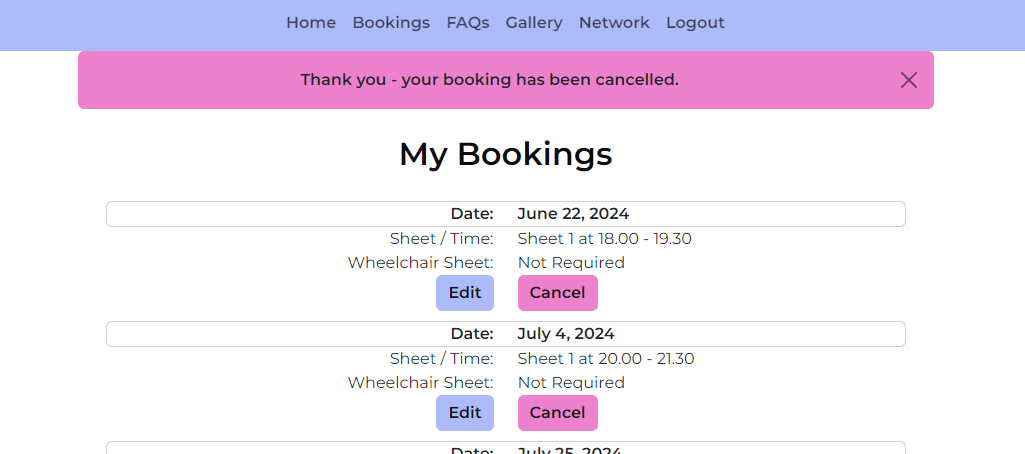 Home Bookings FAQs Gallery Network Logout
Thank you - your booking has been cancelled.
My Bookings
Date: June 22, 2024
Sheet / Time: Sheet 1 at 18.00 - 19.30
Wheelchair Sheet: Not Required
Edit Cancel
Date: July 4, 2024
Sheet / Time: Sheet 1 at 20.00 - 21.30
Wheelchair Sheet: Not Required
Edit Cancel
Date: July 25, 2024